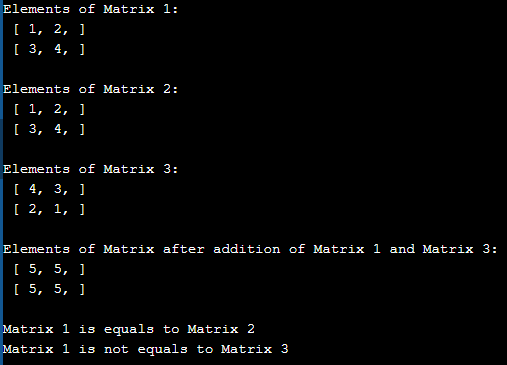 Elements of Matrix 1:
[ 1, 2, ]
[ 3, 4, ]
Elements of Matrix 2:
[ 1, 2, ]
[ 3, 4, ]
Elements of Matrix 3:
[ 4, 3, ]
[ 2, 1, ]
Elements of Matrix after addition of Matrix 1 and Matrix 3:
[ 5, 5, ]
[ 5, 5, ]
Matrix 1 is equals to Matrix 2
Matrix 1 is not equals to Matrix 3